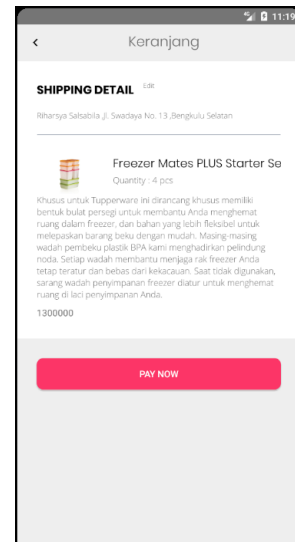 11:19
Keranjang
SHIPPING DETAIL Edit
Riharsya Salsabila ,Jl. Swadaya No. 13 ,Bengkulu Selatan
Freezer Mates PLUS Starter Se
Quantity : 4 pcs
Khusus untuk Tupperware ini dirancang khusus memiliki
bentuk bulat persegi untuk membantu Anda menghemat
ruang dalam freezer, dan bahan yang lebih fleksibel untuk
melepaskan barang beku dengan mudah. Masing-masing
wadah pembeku plastik BPA kami menghadirkan pelindung
noda. Setiap wadah membantu menjaga rak freezer Anda
tetap teratur dan bebas dari kekacauan. Saat tidak digunakan,
sarang wadah penyimpanan freezer diatur untuk menghemat
ruang di laci penyimpanan Anda.
1300000
PAY NOW